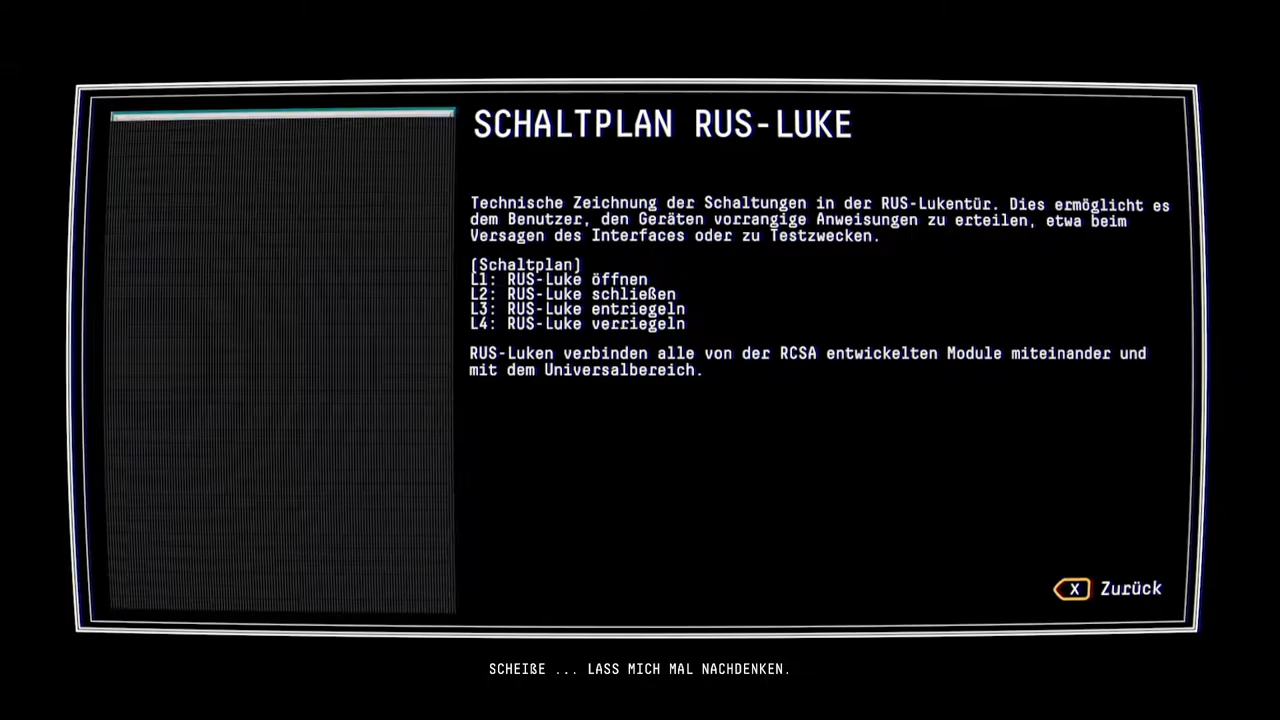 SCHALTPLAN RUS-LUKE
Technische Zeichnung der Schaltungen in der RUS-Lukentür. Dies ermöglicht es
dem Benutzer, den Geräten vorrangige Anweisungen zu erteilen, etwa beim
Versagen des Interfaces oder zu Testzwecken.
[Schaltplan]
L1: RUS-Luke öffnen
L2: RUS-Luke schließen
L3: RUS-Luke entriegeln
L4: RUS-Luke verriegeln
RUS-Luken verbinden alle von der RCSA entwickelten Module miteinander und
mit dem Universalbereich.
X Zurück
SCHEIßE ... LASS MICH MAL NACHDENKEN.